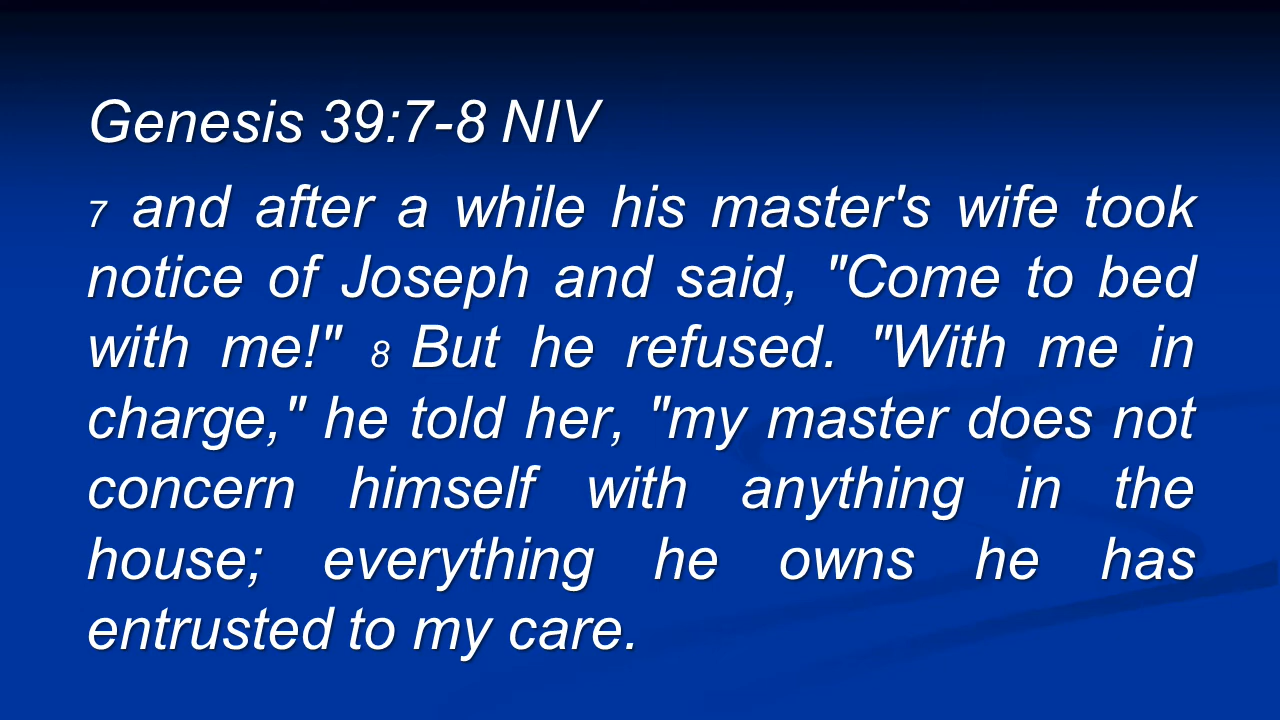 Genesis 39:7-8 NIV
7 and after a while his master's wife took
notice of Joseph and said, "Come to bed
with me!" 8 But he refused. "With me in
charge," he told her, "my master does not
concern himself with anything in the
house; everything he owns he has
entrusted to my care.